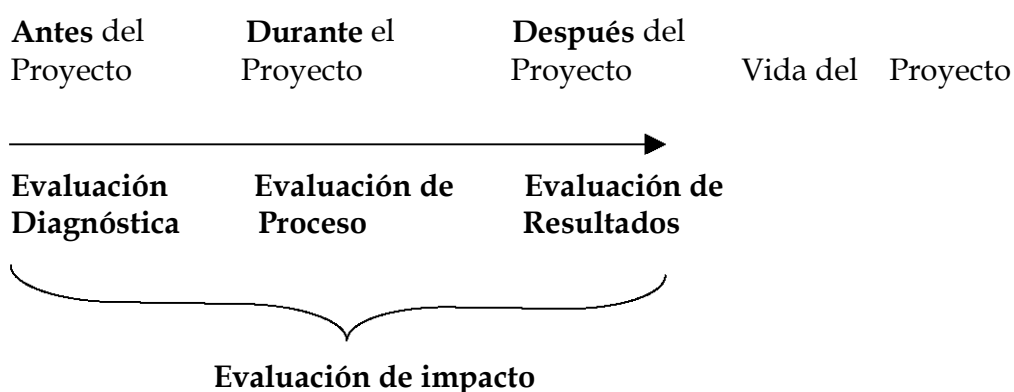 Antes del Durante el Después del
Proyecto Proyecto Proyecto Vida del Proyecto
Evaluación Evaluación de Evaluación de
Diagnóstica Proceso Resultados
Evaluación de impacto